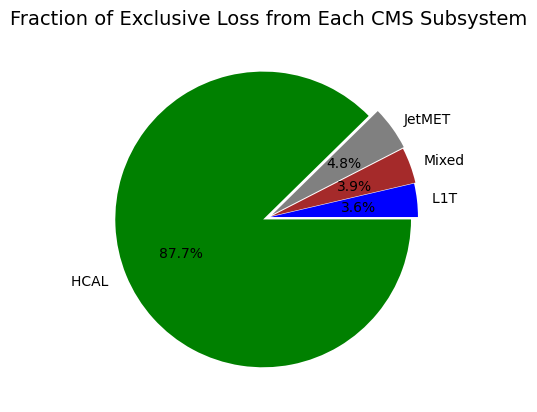 Fraction of Exclusive Loss from Each CMS Subsystem
JetMET
4.8%
Mixed
3.9%
L1T
3.6%
87.7%
HCAL